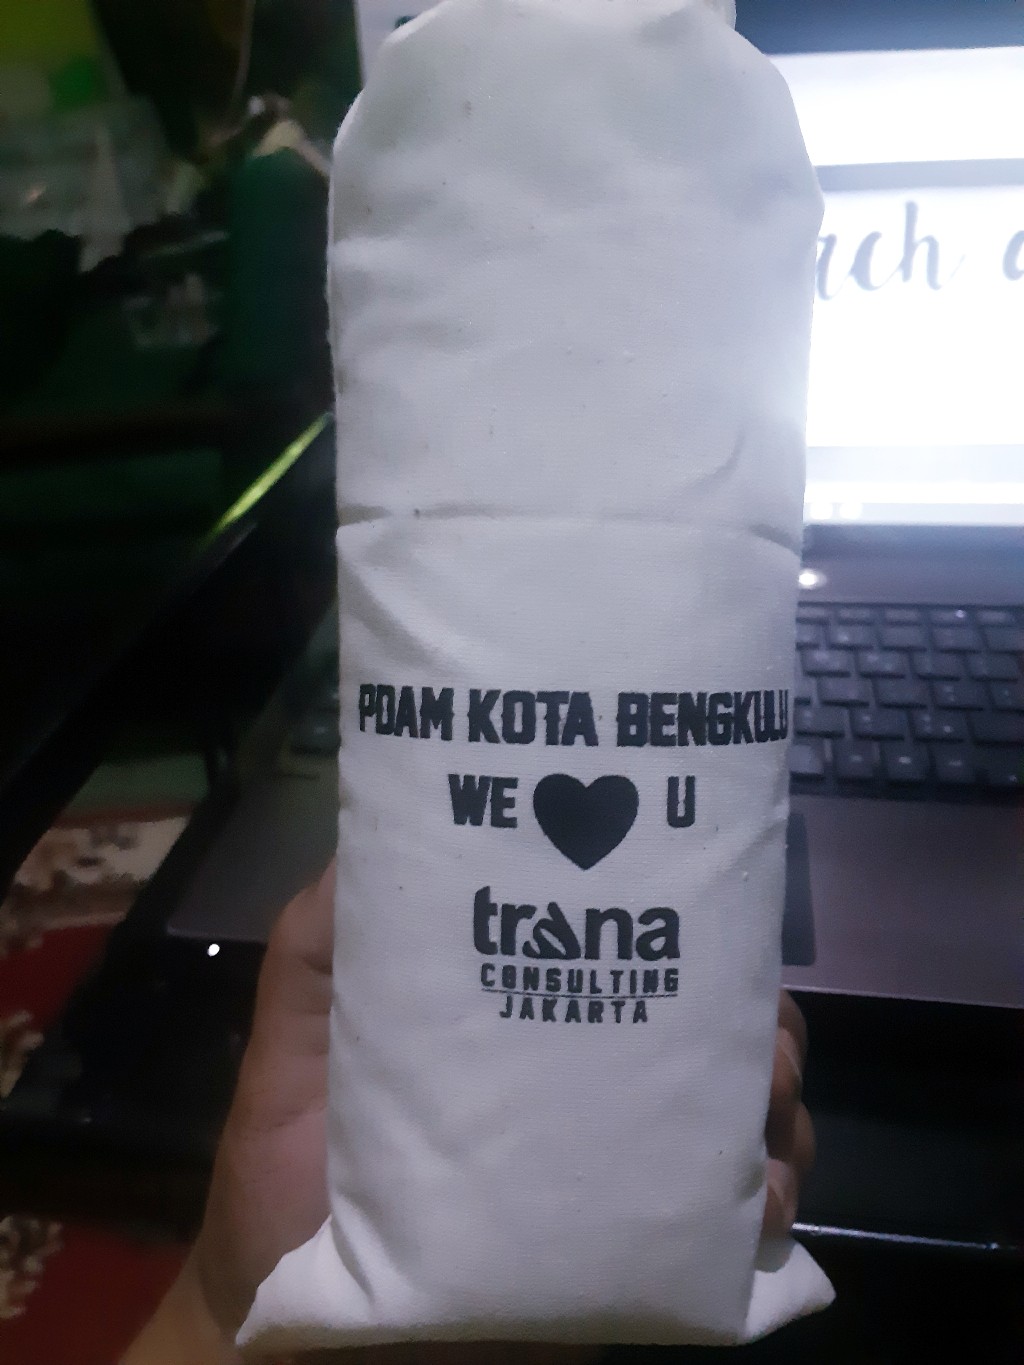 PDAM KOTA BENGKULU
WE ♥ U
trana
CONSULTING
JAKARTA